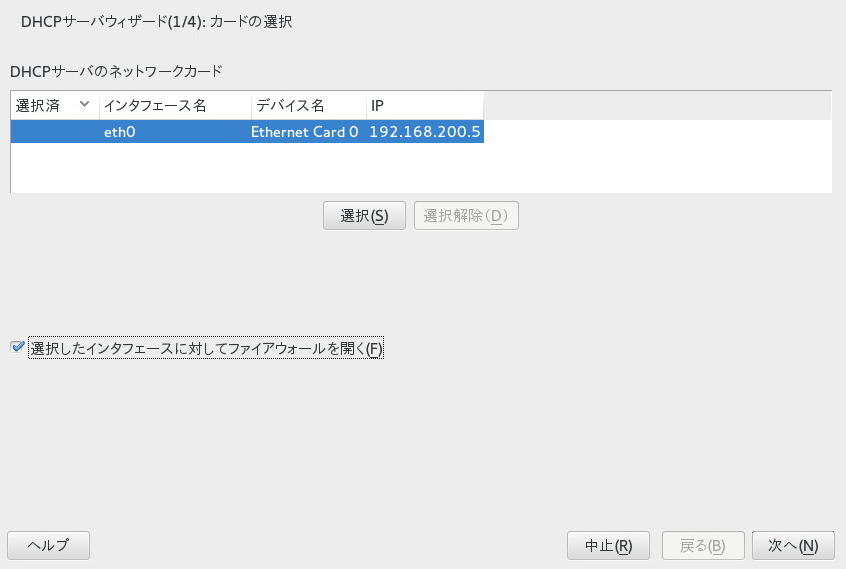 DHCPサーバウィザード(1/4): カードの選択
DHCPサーバのネットワークカード
選択済 インタフェース名 デバイス名 IP
eth0 Ethernet Card 0 192.168.200.5
選択(S) 選択解除(D)
選択したインタフェースに対してファイアウォールを開く(F)
ヘルプ 中止(R) 戻る(B) 次へ(N)